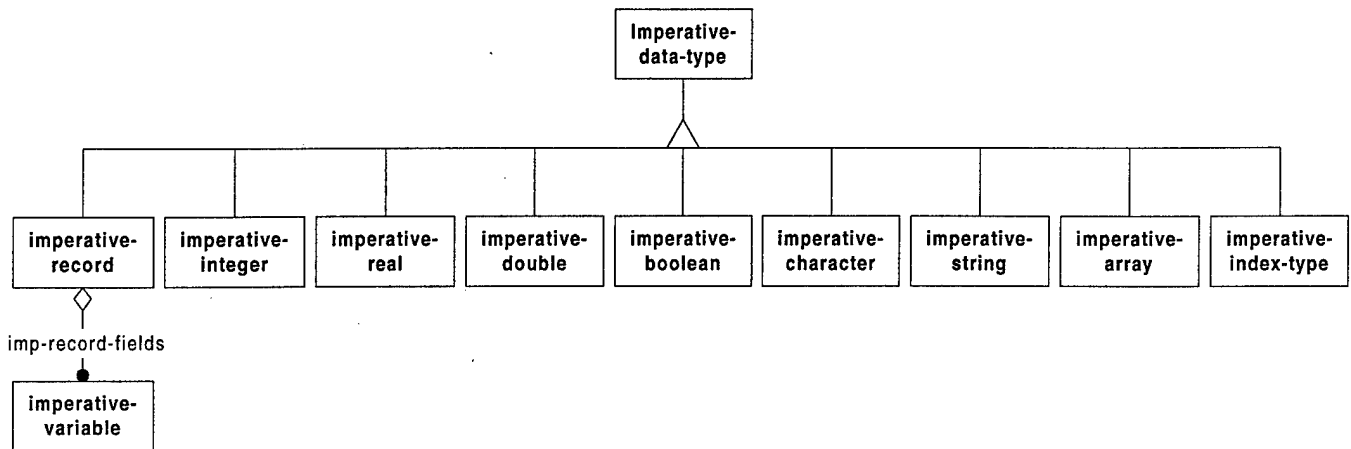 Imperative-
data-type
imperative-
record
imperative-
integer
imperative-
real
imperative-
double
imperative-
boolean
imperative-
character
imperative-
string
imperative-
array
imperative-
index-type
imp-record-fields
imperative-
variable